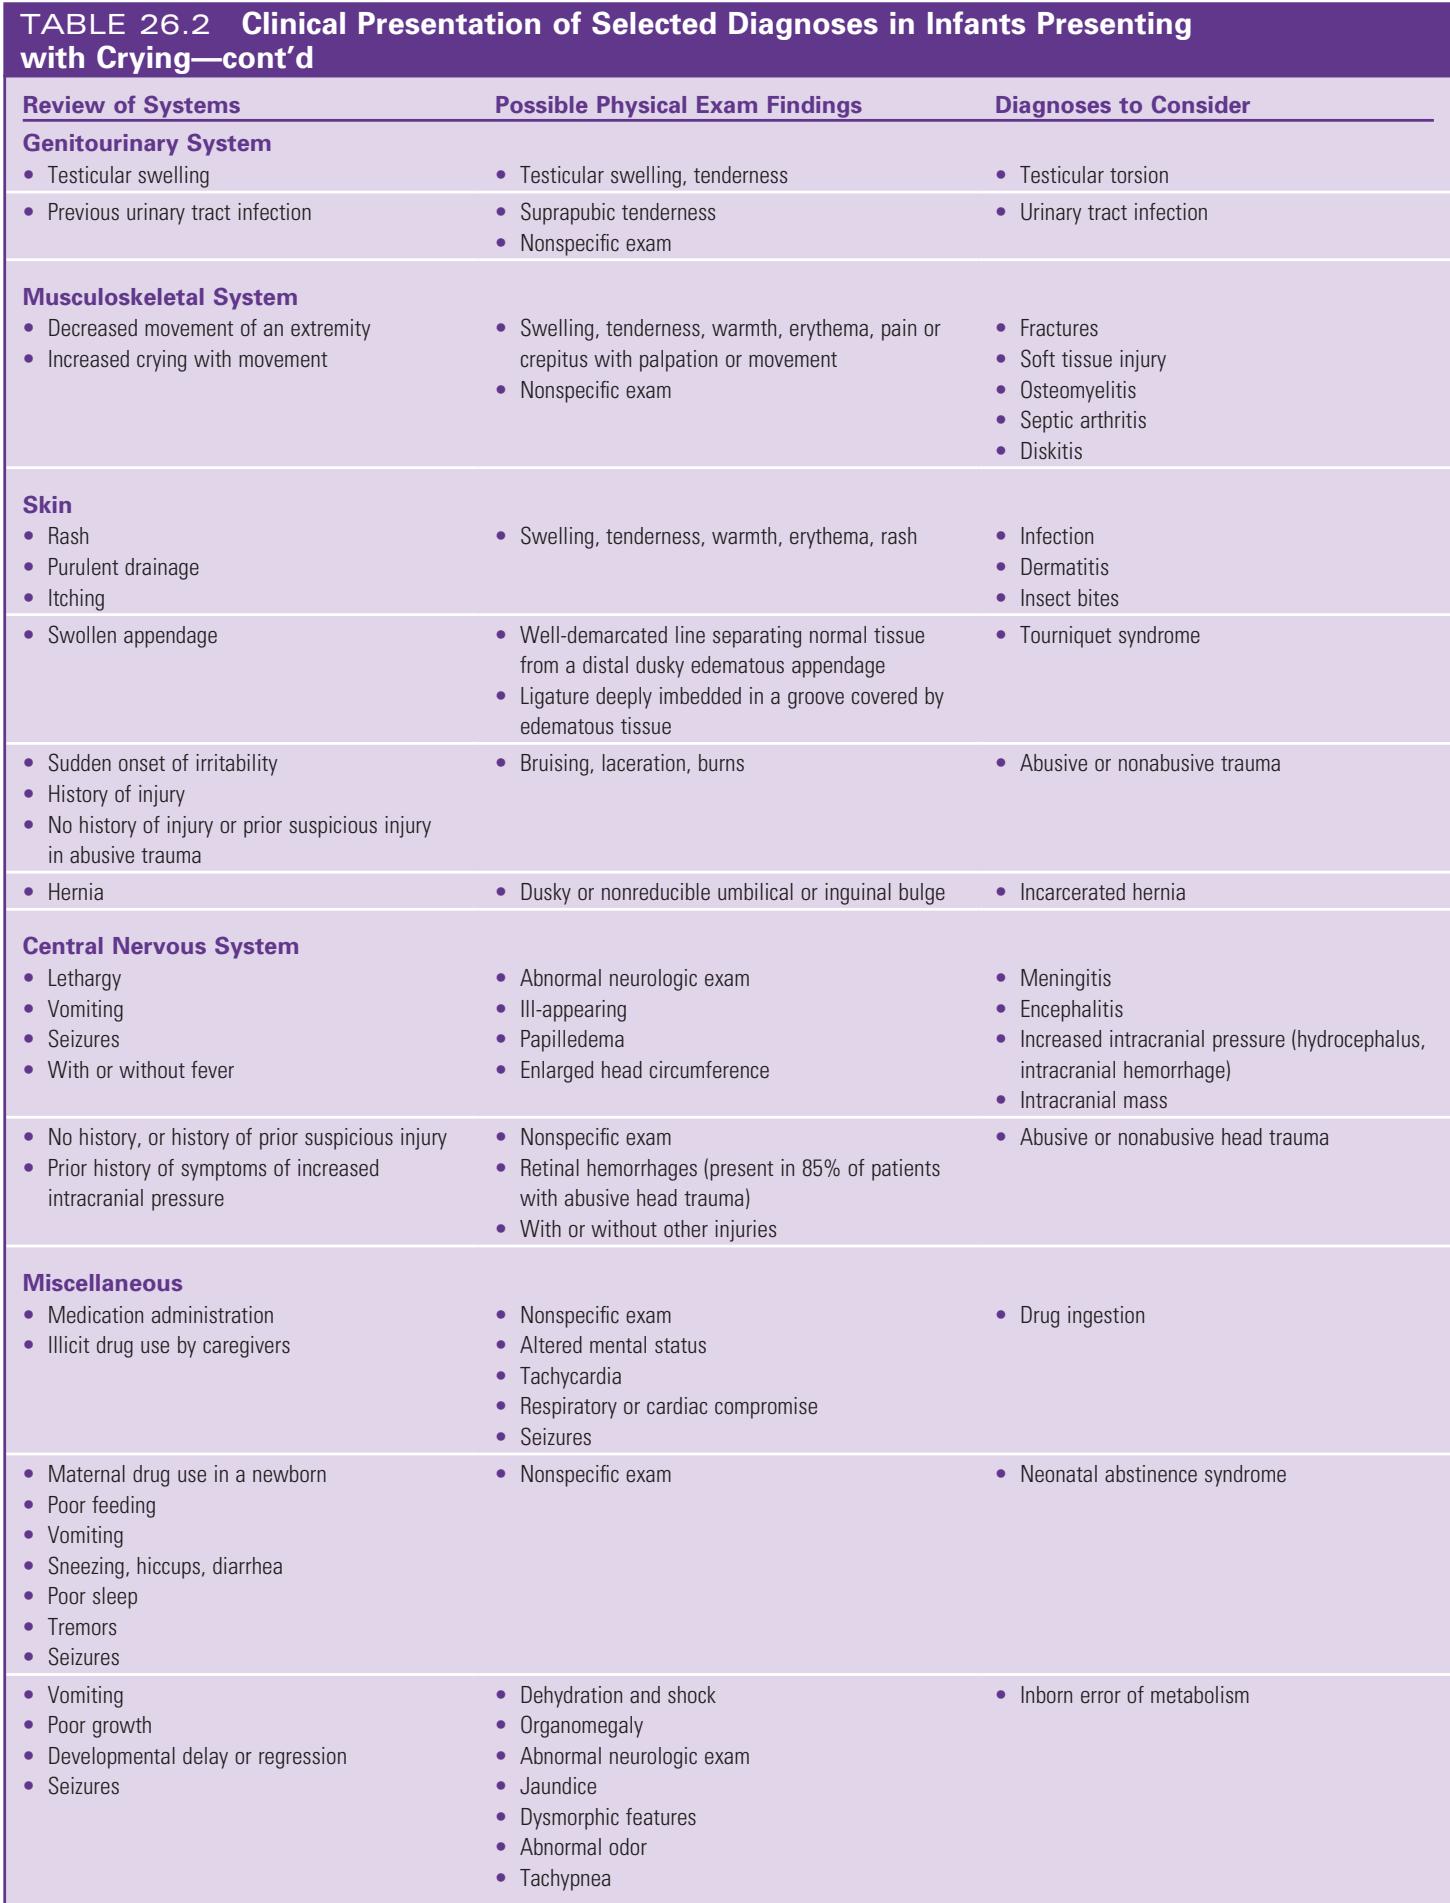 TABLE 26.2 Clinical Presentation of Selected Diagnoses in Infants Presenting
with Crying—cont'd
Review of Systems Possible Physical Exam Findings Diagnoses to Consider
Genitourinary System
• Testicular swelling • Testicular swelling, tenderness • Testicular torsion
• Previous urinary tract infection • Suprapubic tenderness • Urinary tract infection
• Nonspecific exam
Musculoskeletal System
• Decreased movement of an extremity • Swelling, tenderness, warmth, erythema, pain or • Fractures
• Increased crying with movement crepitus with palpation or movement • Soft tissue injury
• Nonspecific exam • Osteomyelitis
• Septic arthritis
• Diskitis
Skin
• Rash • Swelling, tenderness, warmth, erythema, rash • Infection
• Purulent drainage • Dermatitis
• Itching • Insect bites
• Swollen appendage • Well-demarcated line separating normal tissue • Tourniquet syndrome
from a distal dusky edematous appendage
• Ligature deeply imbedded in a groove covered by
edematous tissue
• Sudden onset of irritability • Bruising, laceration, burns • Abusive or nonabusive trauma
• History of injury
• No history of injury or prior suspicious injury
in abusive trauma
• Hernia • Dusky or nonreducible umbilical or inguinal bulge • Incarcerated hernia
Central Nervous System
• Lethargy • Abnormal neurologic exam • Meningitis
• Vomiting • Ill-appearing • Encephalitis
• Seizures • Papilledema • Increased intracranial pressure (hydrocephalus,
• With or without fever • Enlarged head circumference intracranial hemorrhage)
• Intracranial mass
• No history, or history of prior suspicious injury • Nonspecific exam • Abusive or nonabusive head trauma
• Prior history of symptoms of increased • Retinal hemorrhages (present in 85% of patients
intracranial pressure with abusive head trauma)
• With or without other injuries
Miscellaneous
• Medication administration • Nonspecific exam • Drug ingestion
• Illicit drug use by caregivers • Altered mental status
• Tachycardia
• Respiratory or cardiac compromise
• Seizures
• Maternal drug use in a newborn • Nonspecific exam • Neonatal abstinence syndrome
• Poor feeding
• Vomiting
• Sneezing, hiccups, diarrhea
• Poor sleep
• Tremors
• Seizures
• Vomiting • Dehydration and shock • Inborn error of metabolism
• Poor growth • Organomegaly
• Developmental delay or regression • Abnormal neurologic exam
• Seizures • Jaundice
• Dysmorphic features
• Abnormal odor
• Tachypnea